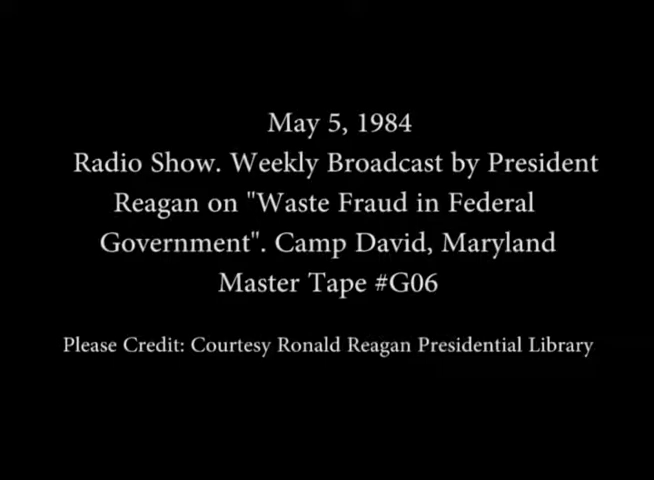 May 5, 1984
Radio Show. Weekly Broadcast by President
Reagan on "Waste Fraud in Federal
Government". Camp David, Maryland
Master Tape #G06
Please Credit: Courtesy Ronald Reagan Presidential Library